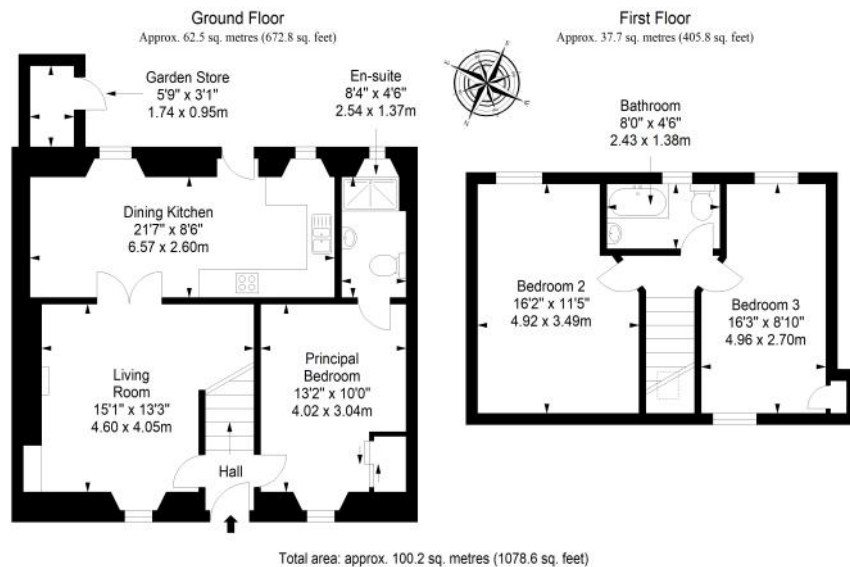 Ground Floor
Approx. 62.5 sq. metres (672.8 sq. feet)
Garden Store
5'9" x 3'1"
1.74 x 0.95m
En-suite
8'4" x 4'6"
2.54 x 1.37m
Dining Kitchen
21'7" x 8'6"
6.57 x 2.60m
Living
Room
15'1" x 13'3"
4.60 x 4.05m
Principal
Bedroom
13'2" x 10'0"
4.02 x 3.04m
Hall
First Floor
Approx. 37.7 sq. metres (405.8 sq. feet)
Bathroom
8'0" x 4'6"
2.43 x 1.38m
Bedroom 2
16'2" x 11'5"
4.92 x 3.49m
Bedroom 3
16'3" x 8'10"
4.96 x 2.70m
Total area: approx. 100.2 sq. metres (1078.6 sq. feet)